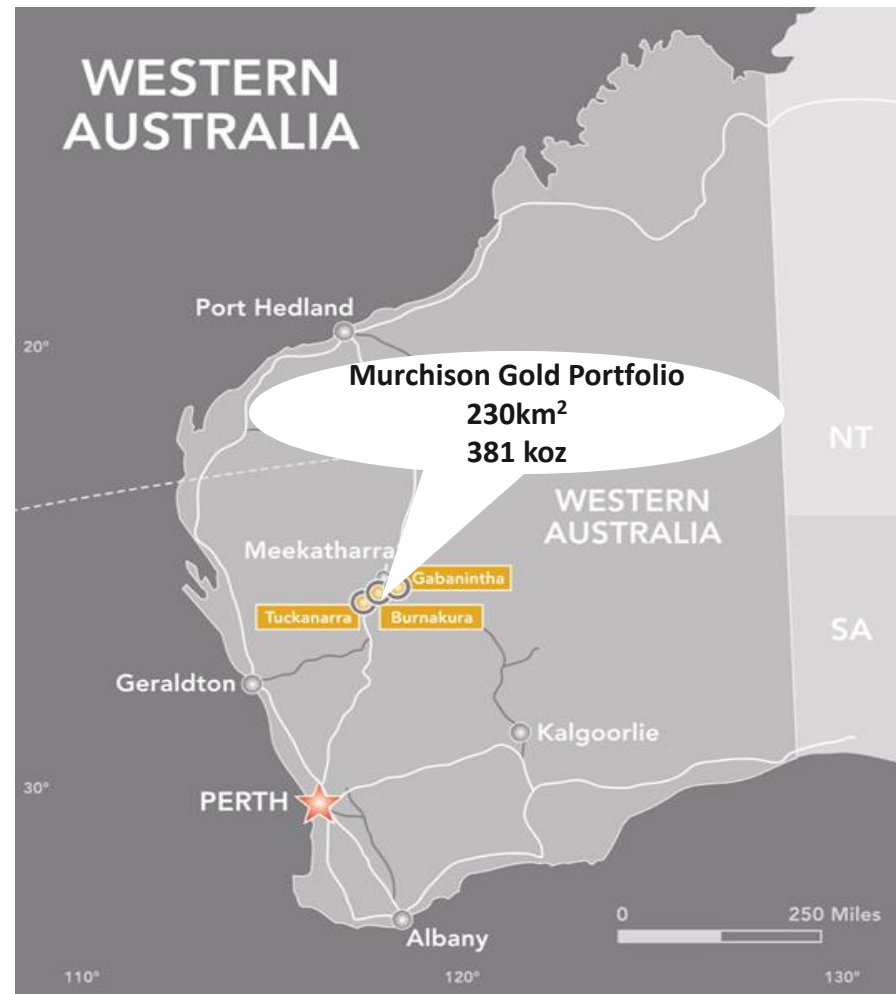 WESTERN
AUSTRALIA
Port Hedland
20°
Murchison Gold Portfolio
230km²
381 koz
NT
WESTERN
AUSTRALIA
Meekatharra
Gabanintha
Tuckanarra
Burnakura
SA
Geraldton
Kalgoorlie
30°
PERTH
0 250 Miles
Albany
110° 120° 130°